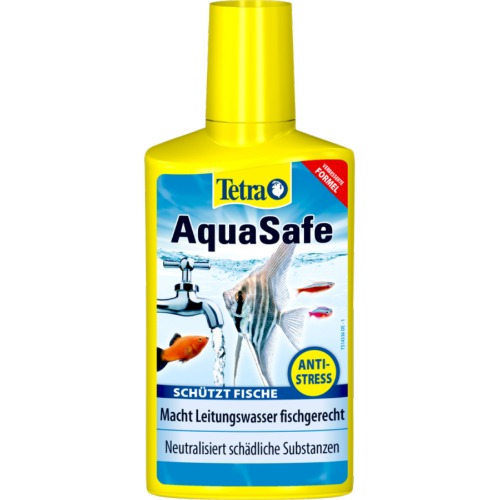 Tetra
VERBESSERTE
FORMEL
AquaSafe
ANTI-
STRESS
SCHÜTZT FISCHE
Macht Leitungswasser fischgerecht
Neutralisiert schädliche Substanzen